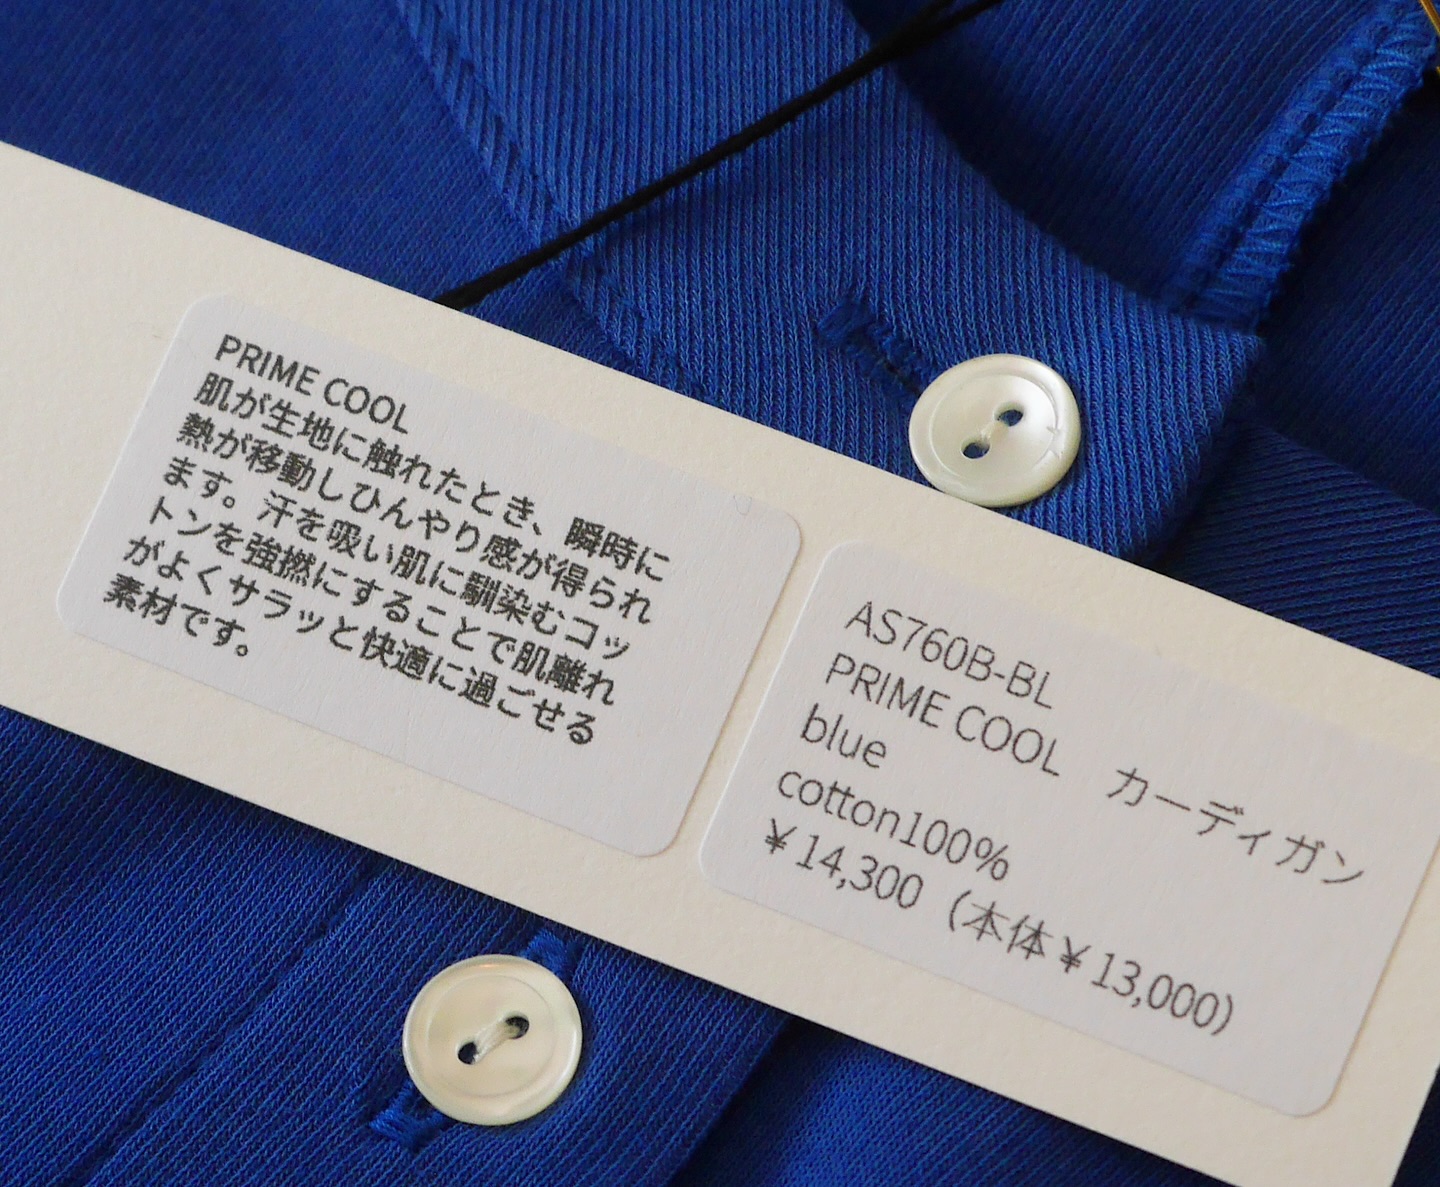 PRIME COOL
肌が生地に触れたとき、瞬時に
熱が移動しひんやり感が得られ
ます。汗を吸い肌に馴染むコッ
トンを強撚にすることで肌離れ
がよくサラッと快適に過ごせる
素材です。
AS760B-BL
PRIME COOL　カーディガン
blue
cotton100%
￥14,300（本体￥13,000）